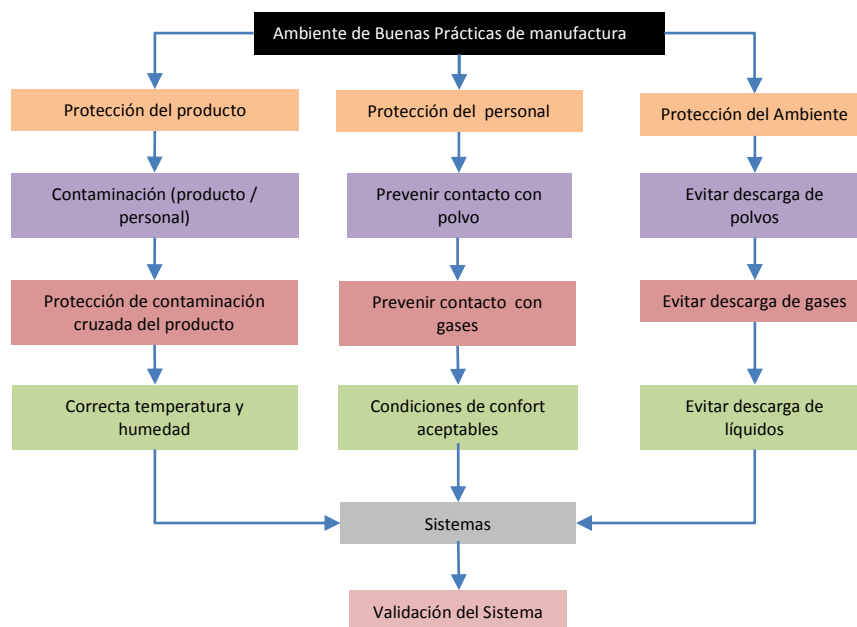 Ambiente de Buenas Prácticas de manufactura
Protección del producto
Protección del personal
Protección del Ambiente
Contaminación (producto /
personal)
Prevenir contacto con
polvo
Evitar descarga de
polvos
Protección de contaminación
cruzada del producto
Prevenir contacto con
gases
Evitar descarga de gases
Correcta temperatura y
humedad
Condiciones de confort
aceptables
Evitar descarga de
líquidos
Sistemas
Validación del Sistema